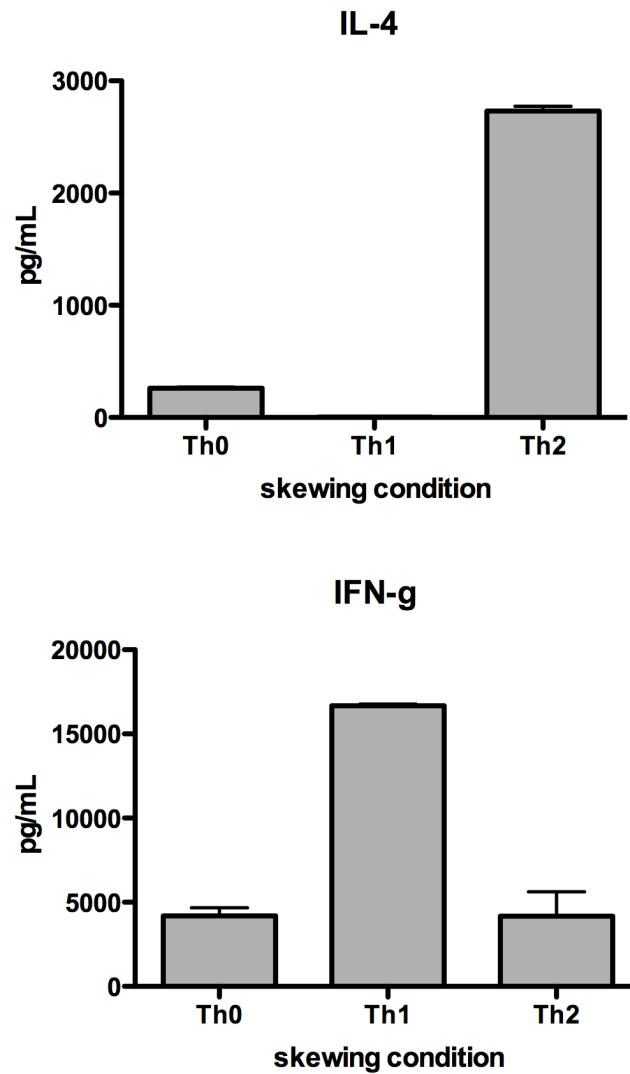 IL-4
3000
2000
1000
0
pg/mL
Th0 Th1 Th2
skewing condition
IFN-g
20000
15000
10000
5000
0
pg/mL
Th0 Th1 Th2
skewing condition